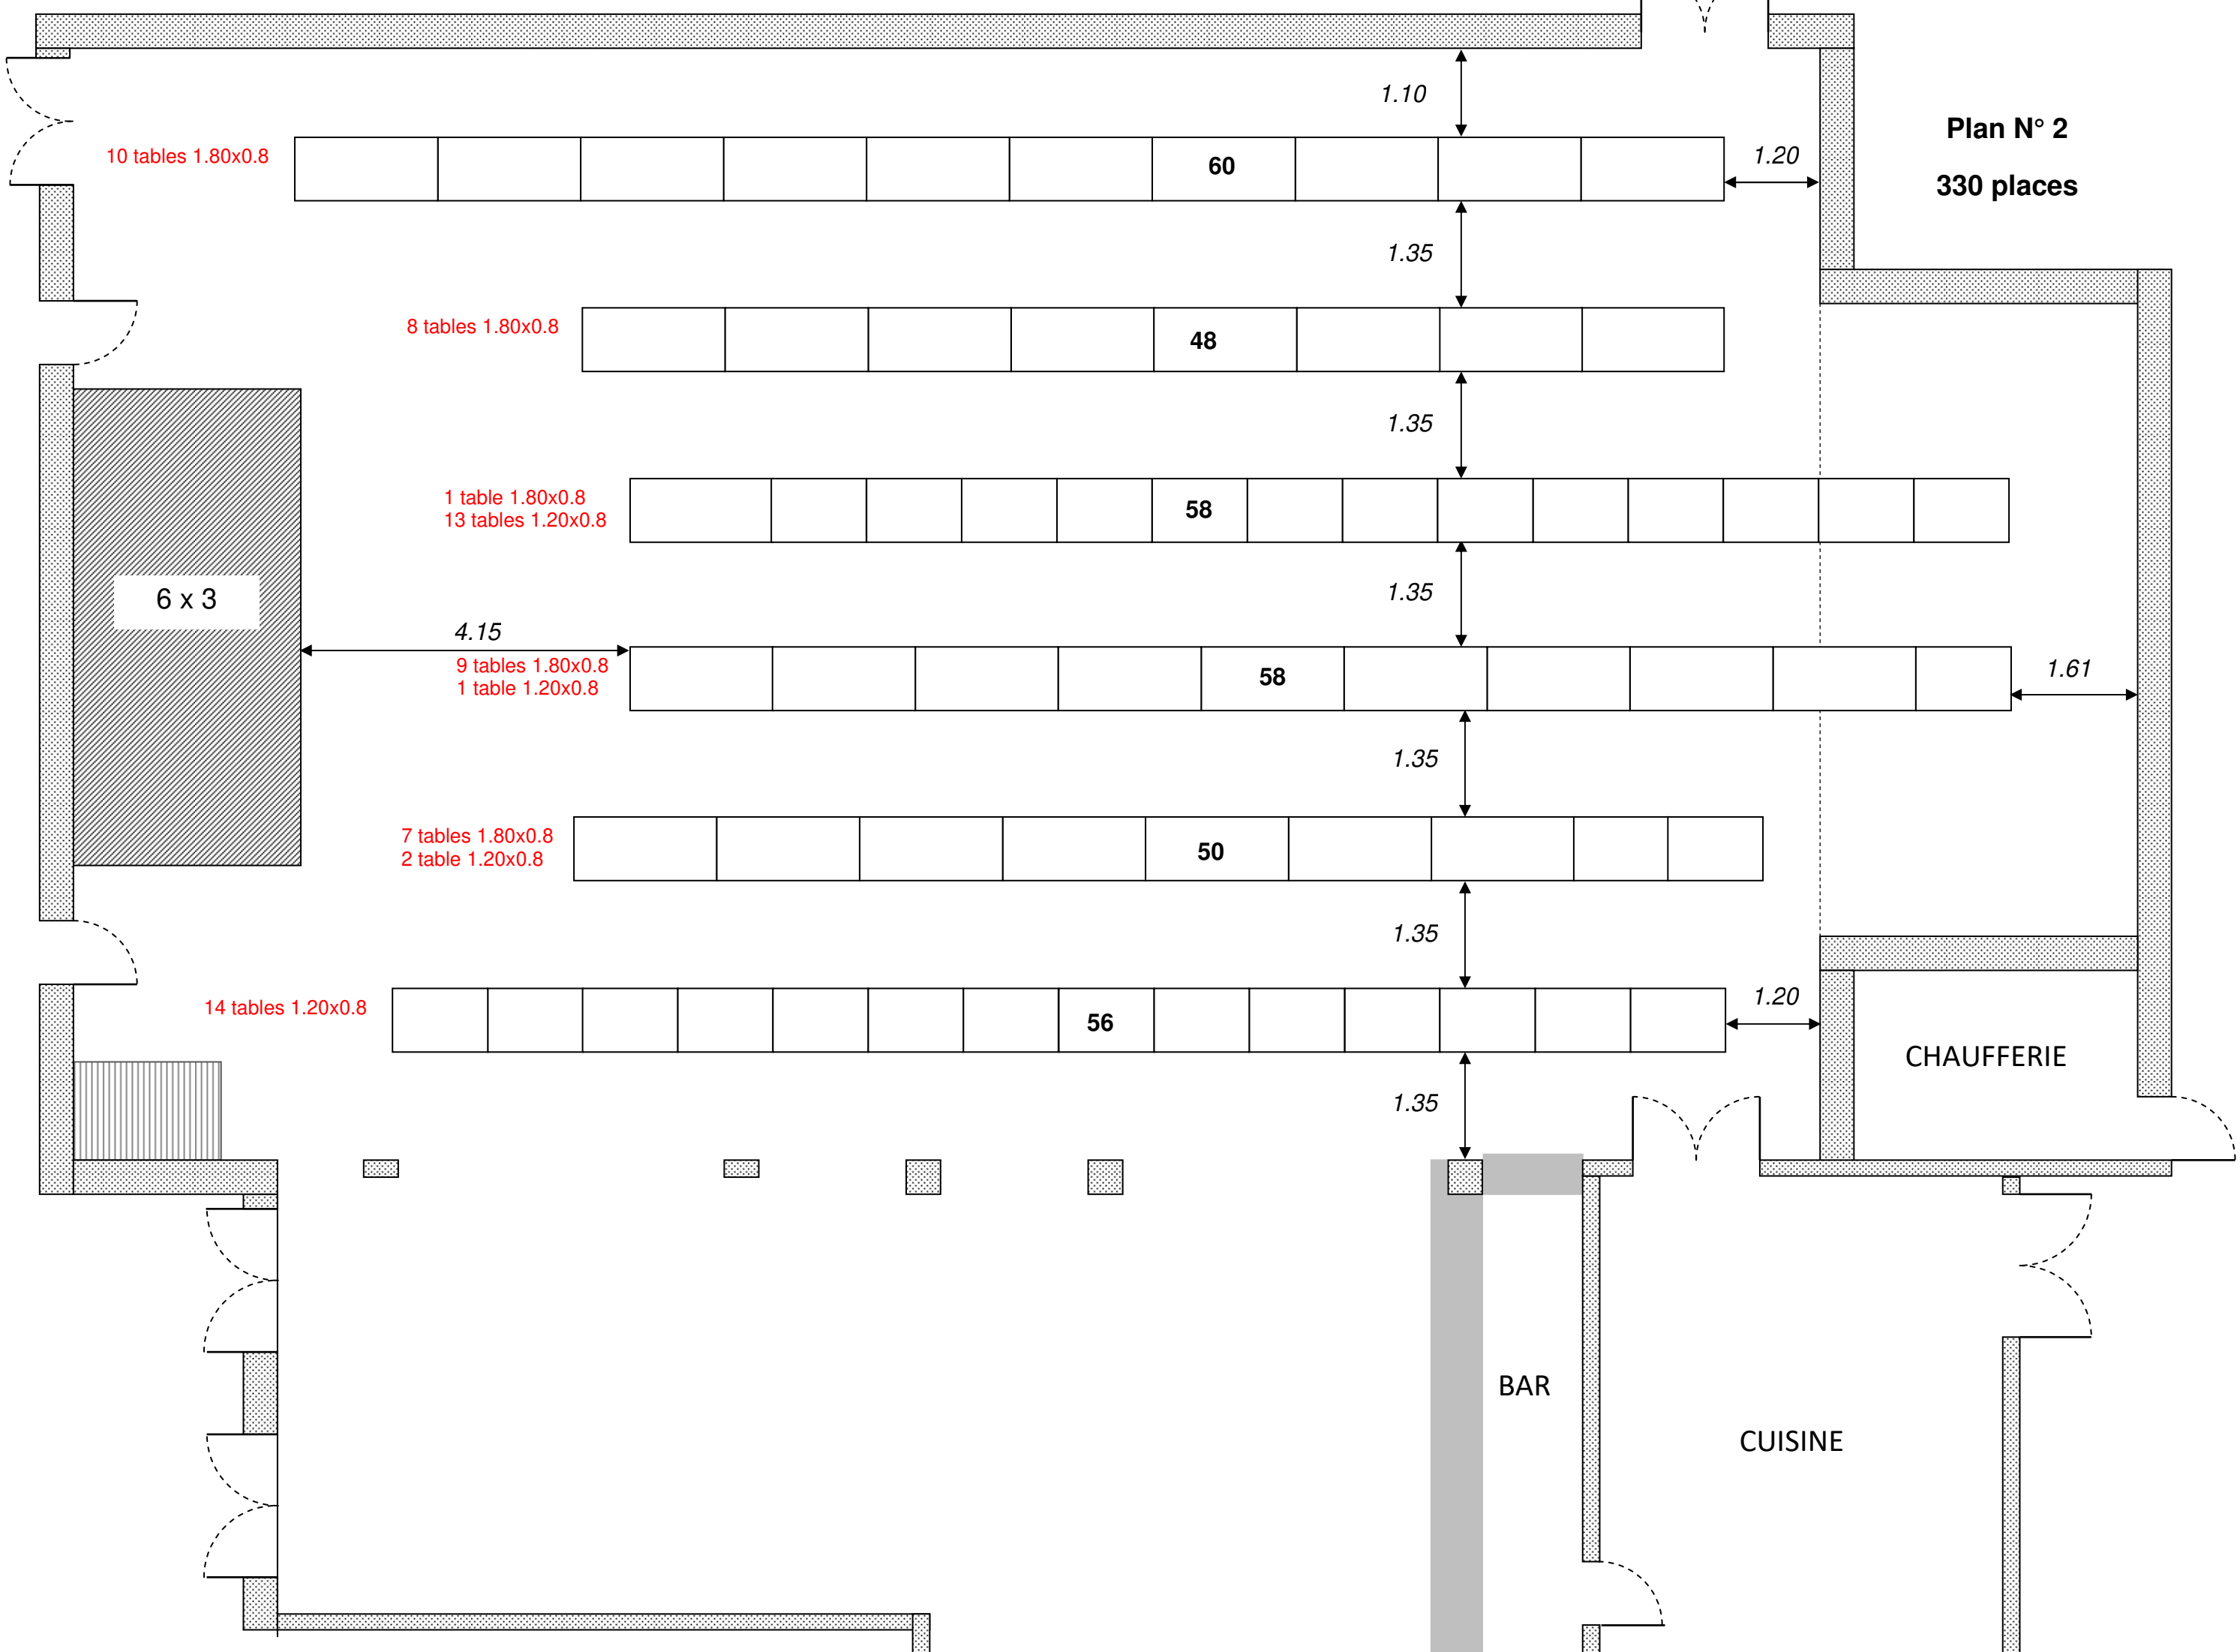 1.10
Plan N° 2
10 tables 1.80x0.8
60
1.20
330 places
1.35
8 tables 1.80x0.8
48
1.35
1 table 1.80x0.8
13 tables 1.20x0.8
58
1.35
6 x 3
4.15
9 tables 1.80x0.8
1 table 1.20x0.8
58
1.61
1.35
7 tables 1.80x0.8
2 table 1.20x0.8
50
1.35
14 tables 1.20x0.8
56
1.20
CHAUFFERIE
1.35
BAR
CUISINE